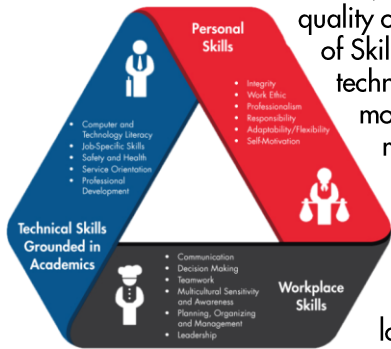 Personal
Skills
• Integrity
• Work Ethic
• Professionalism
• Responsibility
• Adaptability/Flexibility
• Self-Motivation
• Computer and
Technology Literacy
• Job-Specific Skills
• Safety and Health
• Service Orientation
• Professional
Development
Technical Skills
Grounded in
Academics
• Communication
• Decision Making
• Teamwork
• Multicultural Sensitivity
and Awareness
• Planning, Organizing
and Management
• Leadership
Workplace
Skills
quality
of Skil
techn
mo